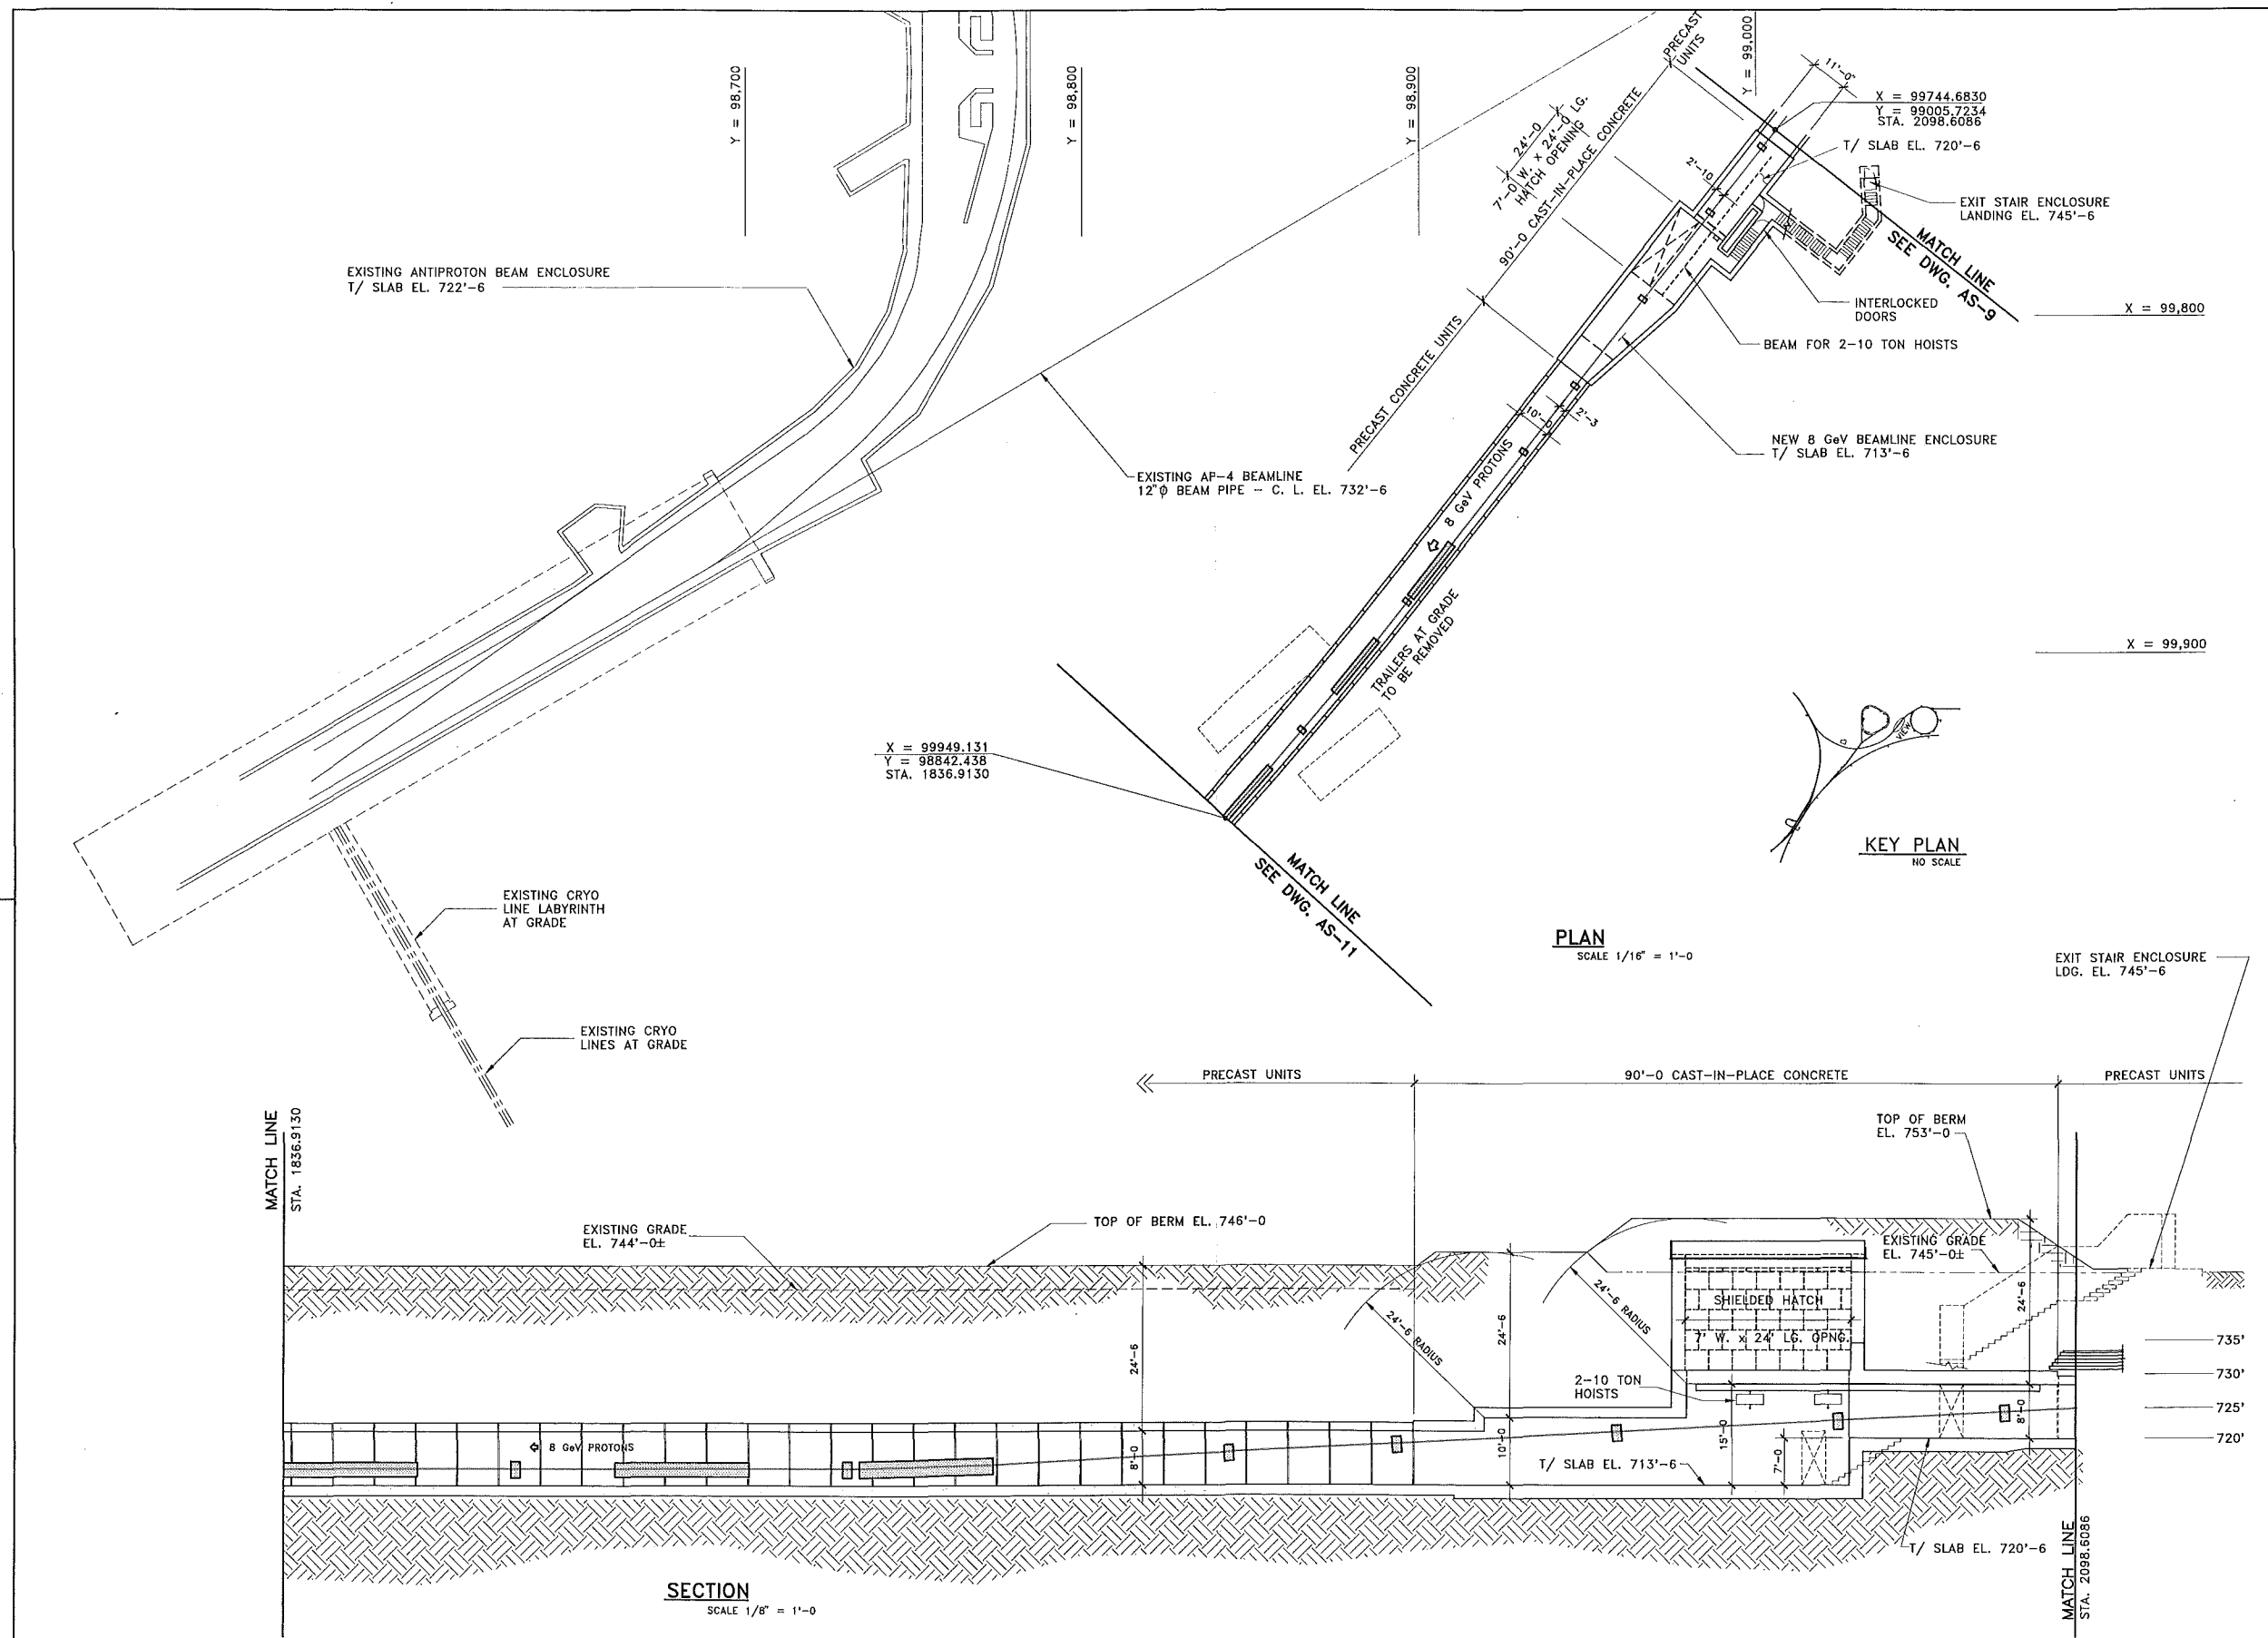 Y = 98,700
Y = 98,800
Y = 98,900
Y = 99,000
PRECAST
UNITS
11'-0"
X = 99744.6830
Y = 99005.7234
STA. 2098.6086
T/ SLAB EL. 720'-6
24'-0
7'-0 W. X 24'-0 LG.
HATCH OPENING
90'-0 CAST-IN-PLACE CONCRETE
2'-10
EXIT STAIR ENCLOSURE
LANDING EL. 745'-6
MATCH LINE
SEE DWG. AS-9
EXISTING ANTIPROTON BEAM ENCLOSURE
T/ SLAB EL. 722'-6
INTERLOCKED
DOORS
X = 99,800
BEAM FOR 2-10 TON HOISTS
PRECAST CONCRETE UNITS
10'-0
2'-3
NEW 8 GeV BEAMLINE ENCLOSURE
T/ SLAB EL. 713'-6
EXISTING AP-4 BEAMLINE
12"φ BEAM PIPE - C. L. EL. 732'-6
8 GeV PROTONS
TRAILERS AT GRADE
TO BE REMOVED
X = 99,900
X = 99949.131
Y = 98842.438
STA. 1836.9130
VIEW
KEY PLAN
NO SCALE
MATCH LINE
SEE DWG. AS-11
EXISTING CRYO
LINE LABYRINTH
AT GRADE
PLAN
SCALE 1/16" = 1'-0
EXIT STAIR ENCLOSURE
LDG. EL. 745'-6
EXISTING CRYO
LINES AT GRADE
PRECAST UNITS
90'-0 CAST-IN-PLACE CONCRETE
PRECAST UNITS
MATCH LINE
STA. 1836.9130
TOP OF BERM
EL. 753'-0
EXISTING GRADE
EL. 744'-0±
TOP OF BERM EL. 746'-0
EXISTING GRADE
EL. 745'-0±
24'-6 RADIUS
24'-6 RADIUS
SHIELDED HATCH
7' W. x 24' LG. OPNG.
24'-6
24'-6
24'-6
735'
730'
725'
720'
2-10 TON
HOISTS
8 GeV PROTONS
8'-0
10'-0
15'-0
7'-0
8'-0
T/ SLAB EL. 713'-6
T/ SLAB EL. 720'-6
MATCH LINE
STA. 2098.6086
SECTION
SCALE 1/8" = 1'-0